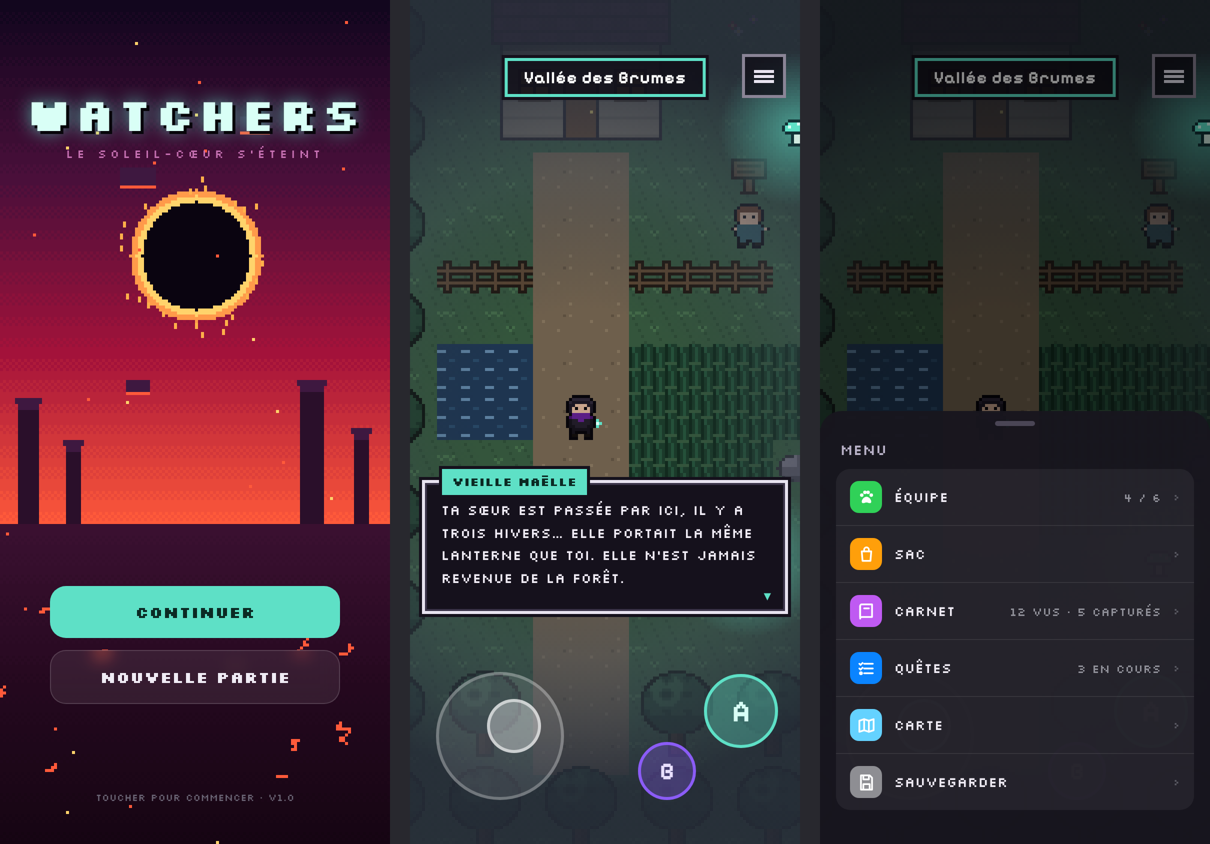 WATCHERS
LE SOLEIL-CŒUR S'ÉTEINT
CONTINUER
NOUVELLE PARTIE
TOUCHER POUR COMMENCER · V1.0
Vallée des Brumes
VIEILLE MAËLLE
TA SŒUR EST PASSÉE PAR ICI, IL Y A
TROIS HIVERS… ELLE PORTAIT LA MÊME
LANTERNE QUE TOI. ELLE N'EST JAMAIS
REVENUE DE LA FORÊT.
A
B
Vallée des Brumes
MENU
ÉQUIPE 4 / 6
SAC
CARNET 12 VUS · 5 CAPTURÉS
QUÊTES 3 EN COURS
CARTE
SAUVEGARDER